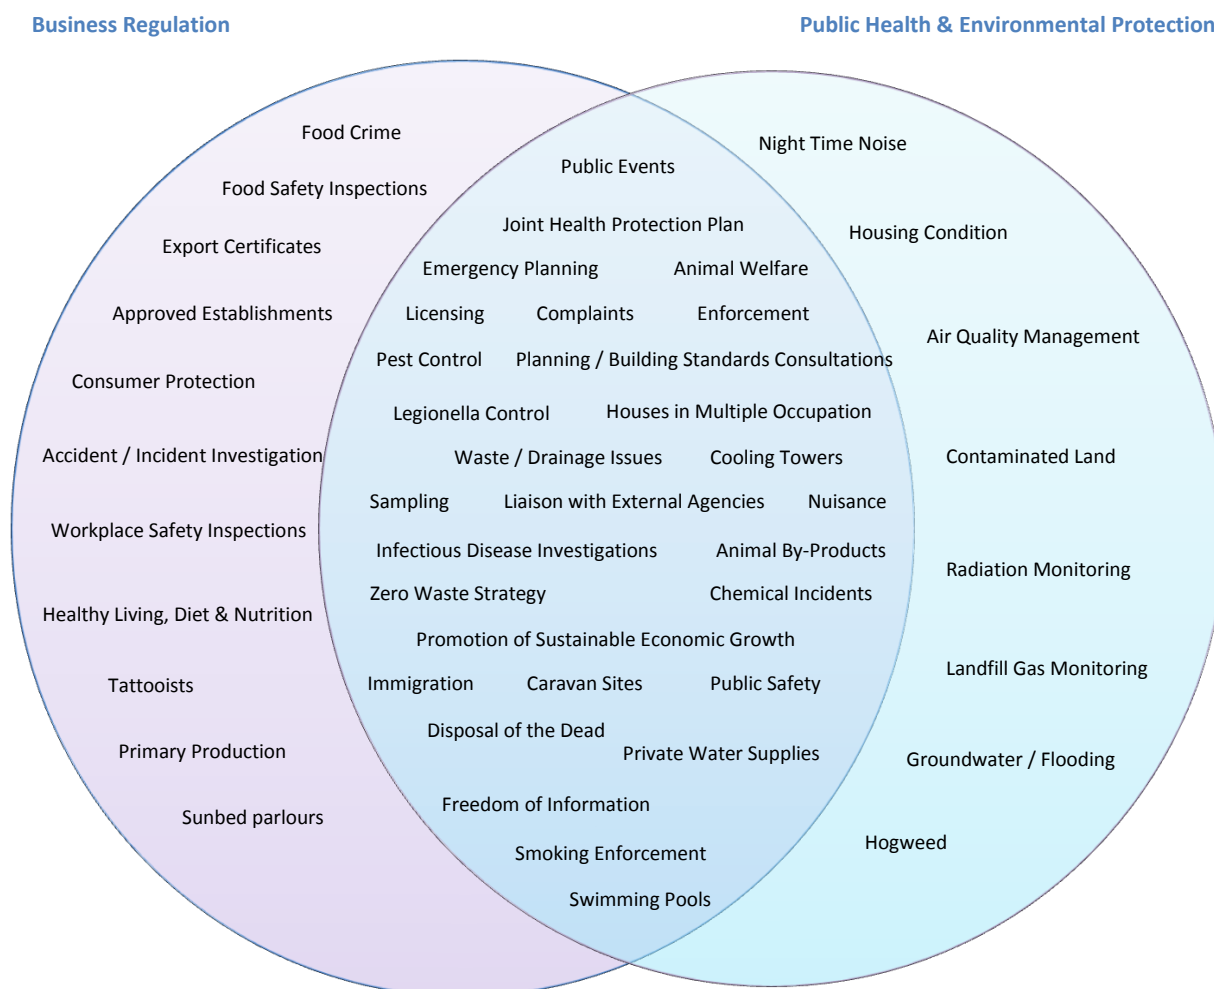 Business Regulation
Public Health & Environmental Protection
Food Crime
Food Safety Inspections
Export Certificates
Approved Establishments
Consumer Protection
Accident / Incident Investigation
Workplace Safety Inspections
Healthy Living, Diet & Nutrition
Tattooists
Primary Production
Sunbed parlours
Public Events
Joint Health Protection Plan
Emergency Planning
Animal Welfare
Licensing
Complaints
Enforcement
Pest Control
Planning / Building Standards Consultations
Legionella Control
Houses in Multiple Occupation
Waste / Drainage Issues
Cooling Towers
Sampling
Liaison with External Agencies
Nuisance
Infectious Disease Investigations
Animal By-Products
Zero Waste Strategy
Chemical Incidents
Promotion of Sustainable Economic Growth
Immigration
Caravan Sites
Public Safety
Disposal of the Dead
Private Water Supplies
Freedom of Information
Smoking Enforcement
Swimming Pools
Night Time Noise
Housing Condition
Air Quality Management
Contaminated Land
Radiation Monitoring
Landfill Gas Monitoring
Groundwater / Flooding
Hogweed